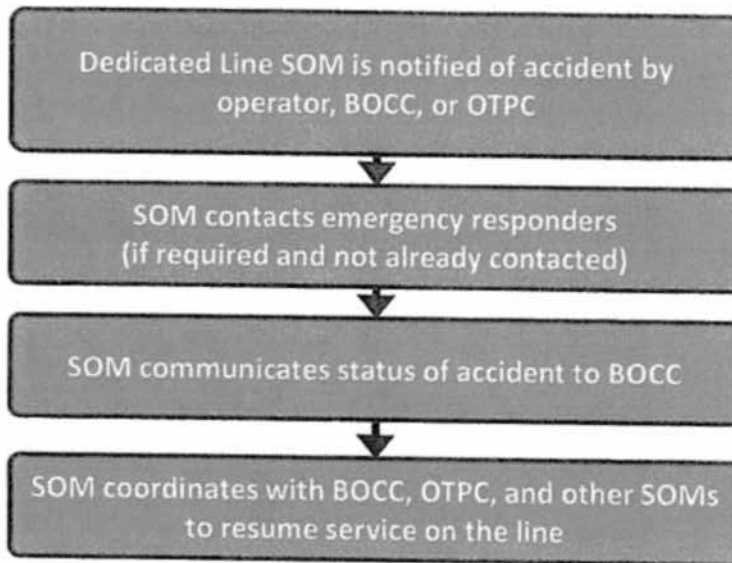 Dedicated Line SOM is notified of accident by
operator, BOCC, or OTPC
SOM contacts emergency responders
(if required and not already contacted)
SOM communicates status of accident to BOCC
SOM coordinates with BOCC, OTPC, and other SOMs
to resume service on the line